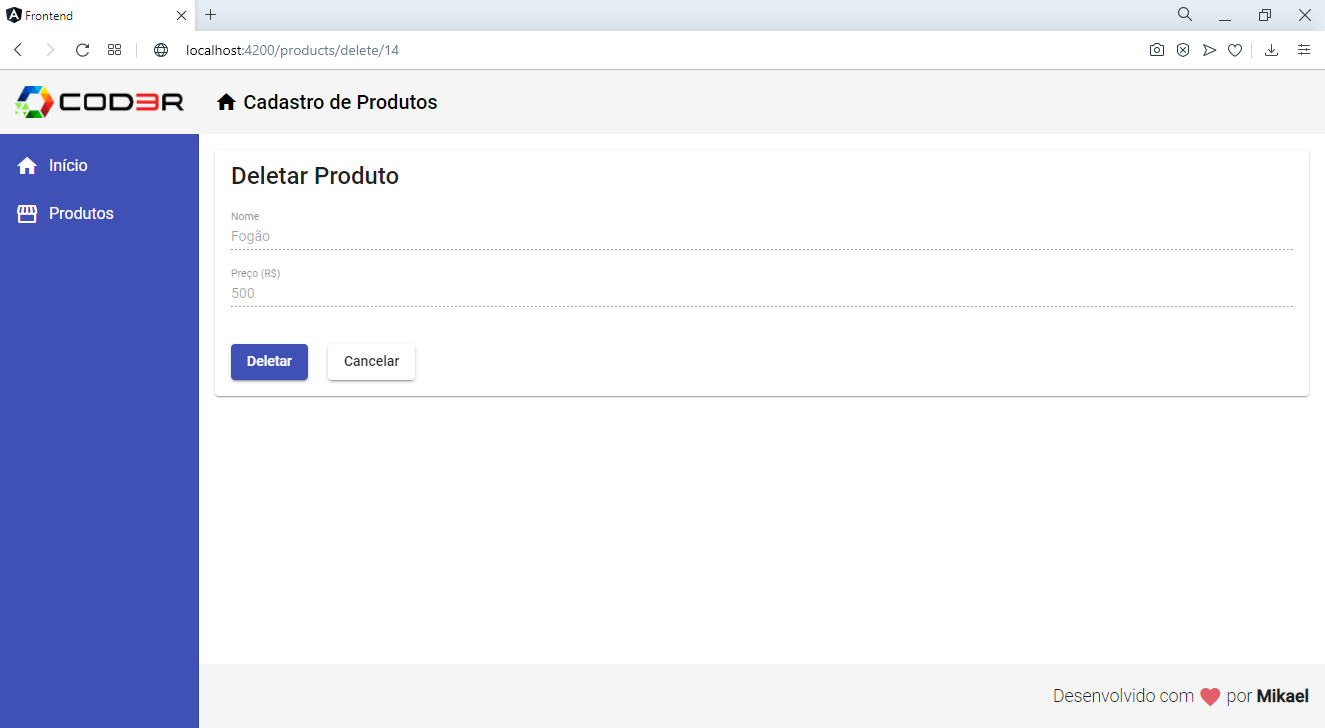 Frontend
localhost:4200/products/delete/14
COD3R
Cadastro de Produtos
Início
Produtos
Deletar Produto
Nome
Fogão
Preço (R$)
500
Deletar Cancelar
Desenvolvido com por Mikael